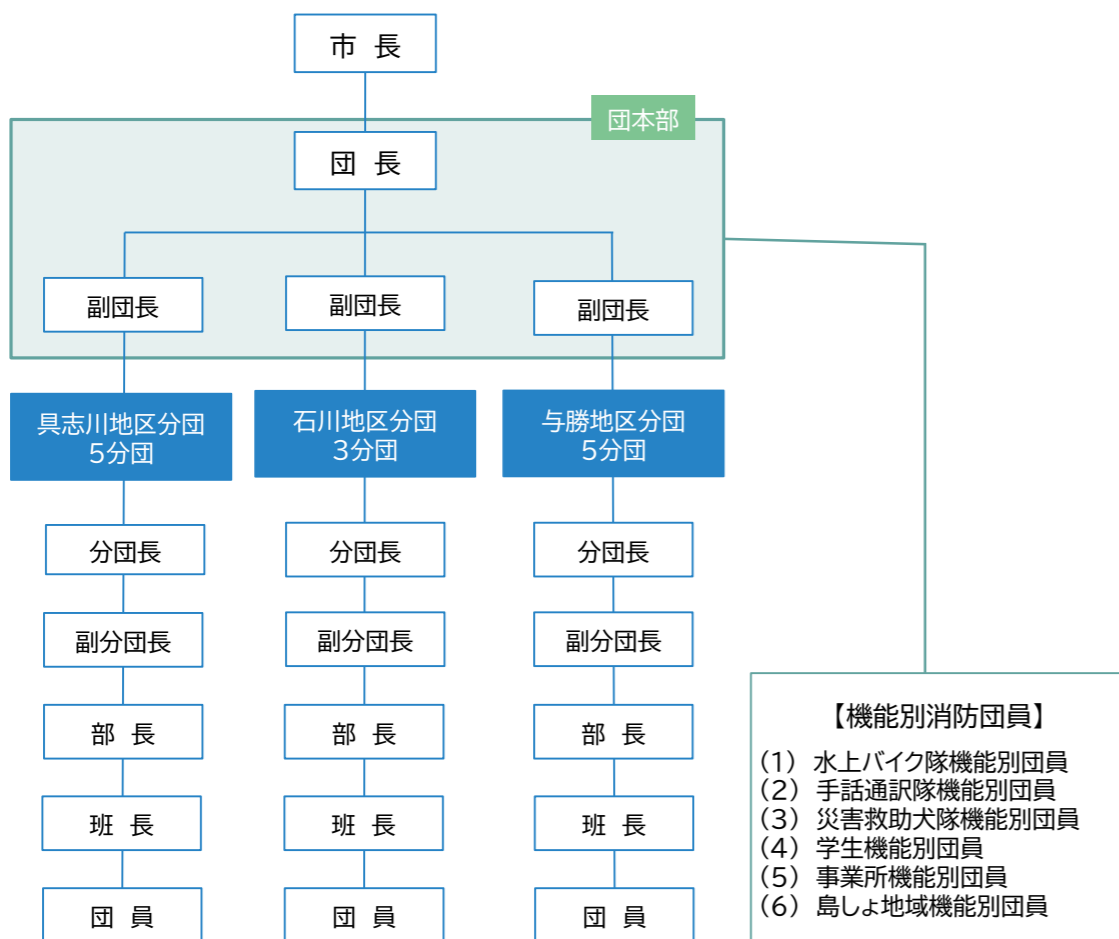 市 長
団本部
団 長
副団長
副団長
副団長
具志川地区分団
5分団
石川地区分団
3分団
与勝地区分団
5分団
分団長
分団長
分団長
副分団長
副分団長
副分団長
部 長
部 長
部 長
班 長
班 長
班 長
団 員
団 員
団 員
【機能別消防団員】
(1) 水上バイク隊機能別団員
(2) 手話通訳隊機能別団員
(3) 災害救助犬隊機能別団員
(4) 学生機能別団員
(5) 事業所機能別団員
(6) 島しょ地域機能別団員